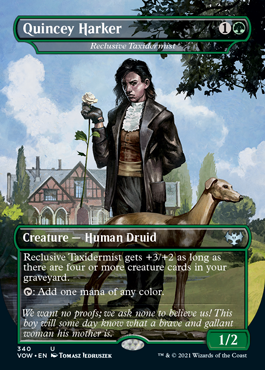 Quincey Harker 1
Reclusive Taxidermist
Creature — Human Druid
Reclusive Taxidermist gets +3/+2 as long as
there are four or more creature cards in your
graveyard.
: Add one mana of any color.
We want no proofs; we ask none to believe us! This
boy will some day know what a brave and gallant
woman his mother is.
1/2
340 U
VOW • EN Tomasz Jedruszek ™ & © 2021 Wizards of the Coast